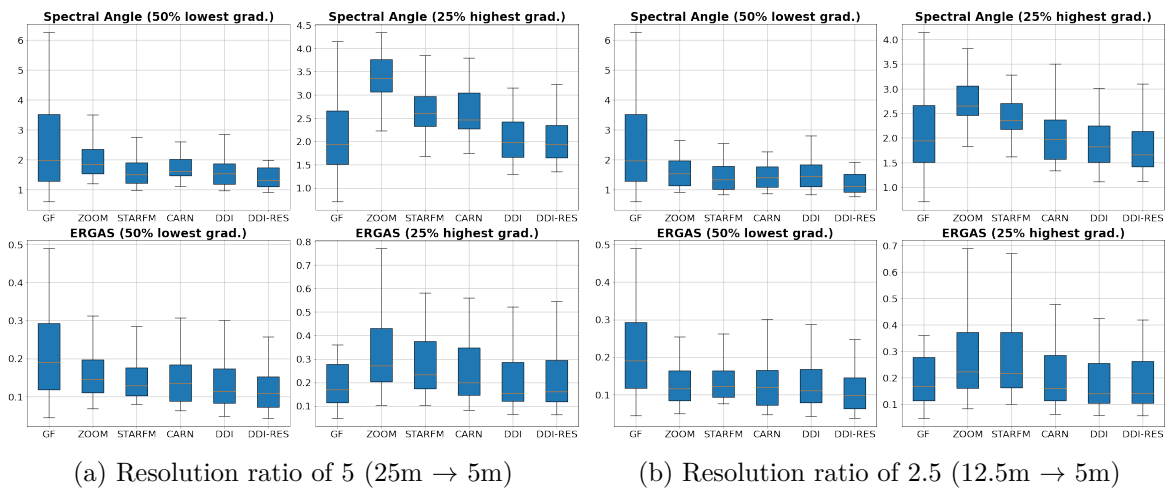 Spectral Angle (50% lowest grad.)
6
5
4
3
2
1
GF ZOOM STARFM CARN DDI DDI-RES
Spectral Angle (25% highest grad.)
4.5
4.0
3.5
3.0
2.5
2.0
1.5
1.0
GF ZOOM STARFM CARN DDI DDI-RES
ERGAS (50% lowest grad.)
0.5
0.4
0.3
0.2
0.1
GF ZOOM STARFM CARN DDI DDI-RES
ERGAS (25% highest grad.)
0.8
0.7
0.6
0.5
0.4
0.3
0.2
0.1
GF ZOOM STARFM CARN DDI DDI-RES
(a) Resolution ratio of 5 (25m → 5m)
Spectral Angle (50% lowest grad.)
6
5
4
3
2
1
GF ZOOM STARFM CARN DDI DDI-RES
Spectral Angle (25% highest grad.)
4.0
3.5
3.0
2.5
2.0
1.5
1.0
GF ZOOM STARFM CARN DDI DDI-RES
ERGAS (50% lowest grad.)
0.5
0.4
0.3
0.2
0.1
GF ZOOM STARFM CARN DDI DDI-RES
ERGAS (25% highest grad.)
0.7
0.6
0.5
0.4
0.3
0.2
0.1
GF ZOOM STARFM CARN DDI DDI-RES
(b) Resolution ratio of 2.5 (12.5m → 5m)